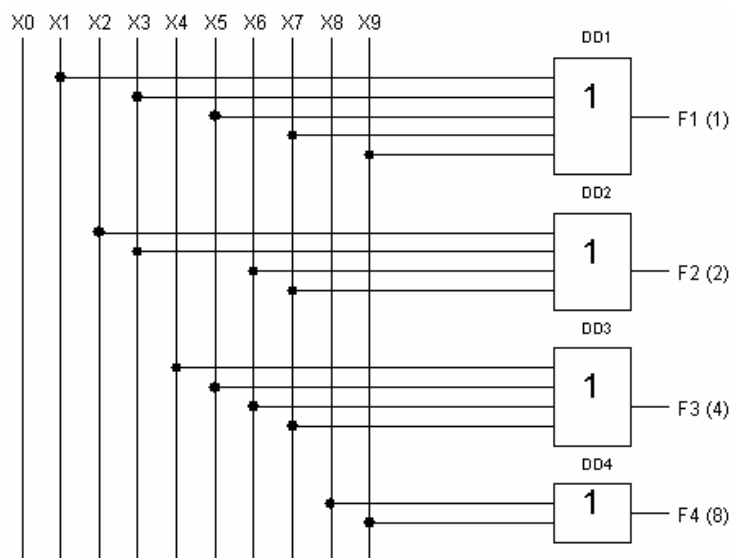 X0 X1 X2 X3 X4 X5 X6 X7 X8 X9
DD1
1
F1 (1)
DD2
1
F2 (2)
DD3
1
F3 (4)
DD4
1
F4 (8)